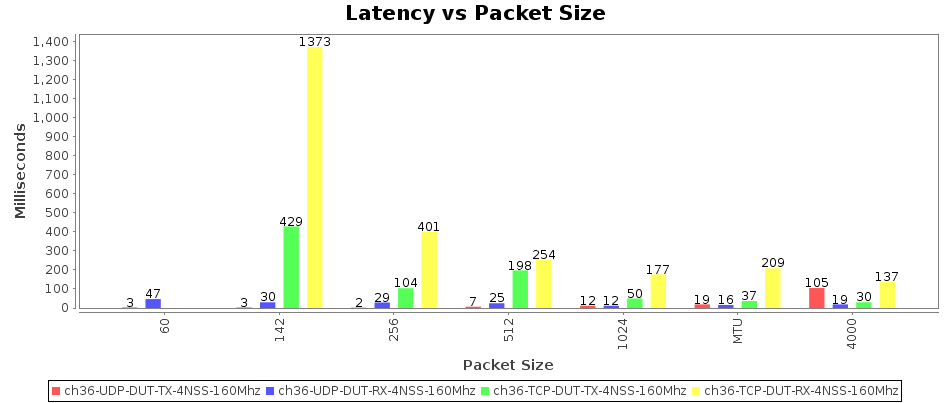 Latency vs Packet Size
Milliseconds
1,400
1,300
1,200
1,100
1,000
900
800
700
600
500
400
300
200
100
0
3 47
3 30 429 1373
2 29 104 401
7 25 198 254
12 12 50 177
19 16 37 209
105 19 30 137
60 142 256 512 1024 MTU 4000
Packet Size
ch36-UDP-DUT-TX-4NSS-160Mhz ch36-UDP-DUT-RX-4NSS-160Mhz ch36-TCP-DUT-TX-4NSS-160Mhz ch36-TCP-DUT-RX-4NSS-160Mhz